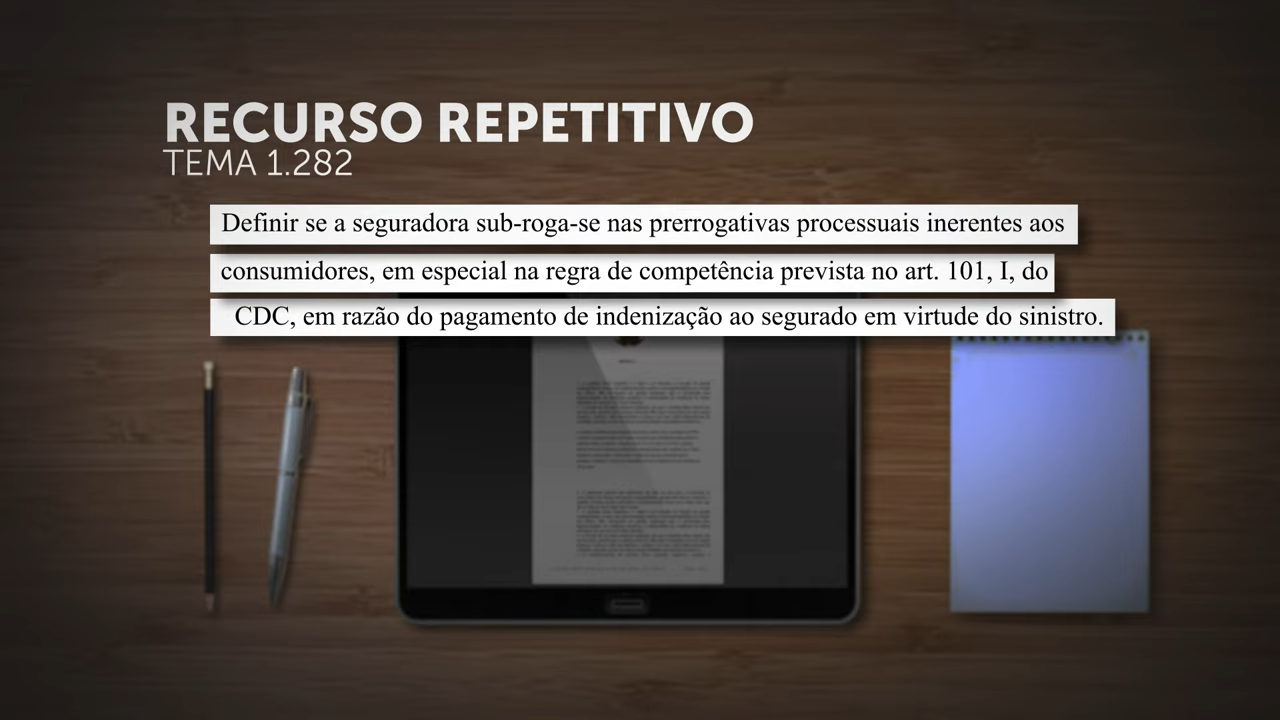 RECURSO REPETITIVO
TEMA 1.282
Definir se a seguradora sub-roga-se nas prerrogativas processuais inerentes aos
consumidores, em especial na regra de competência prevista no art. 101, I, do
CDC, em razão do pagamento de indenização ao segurado em virtude do sinistro.